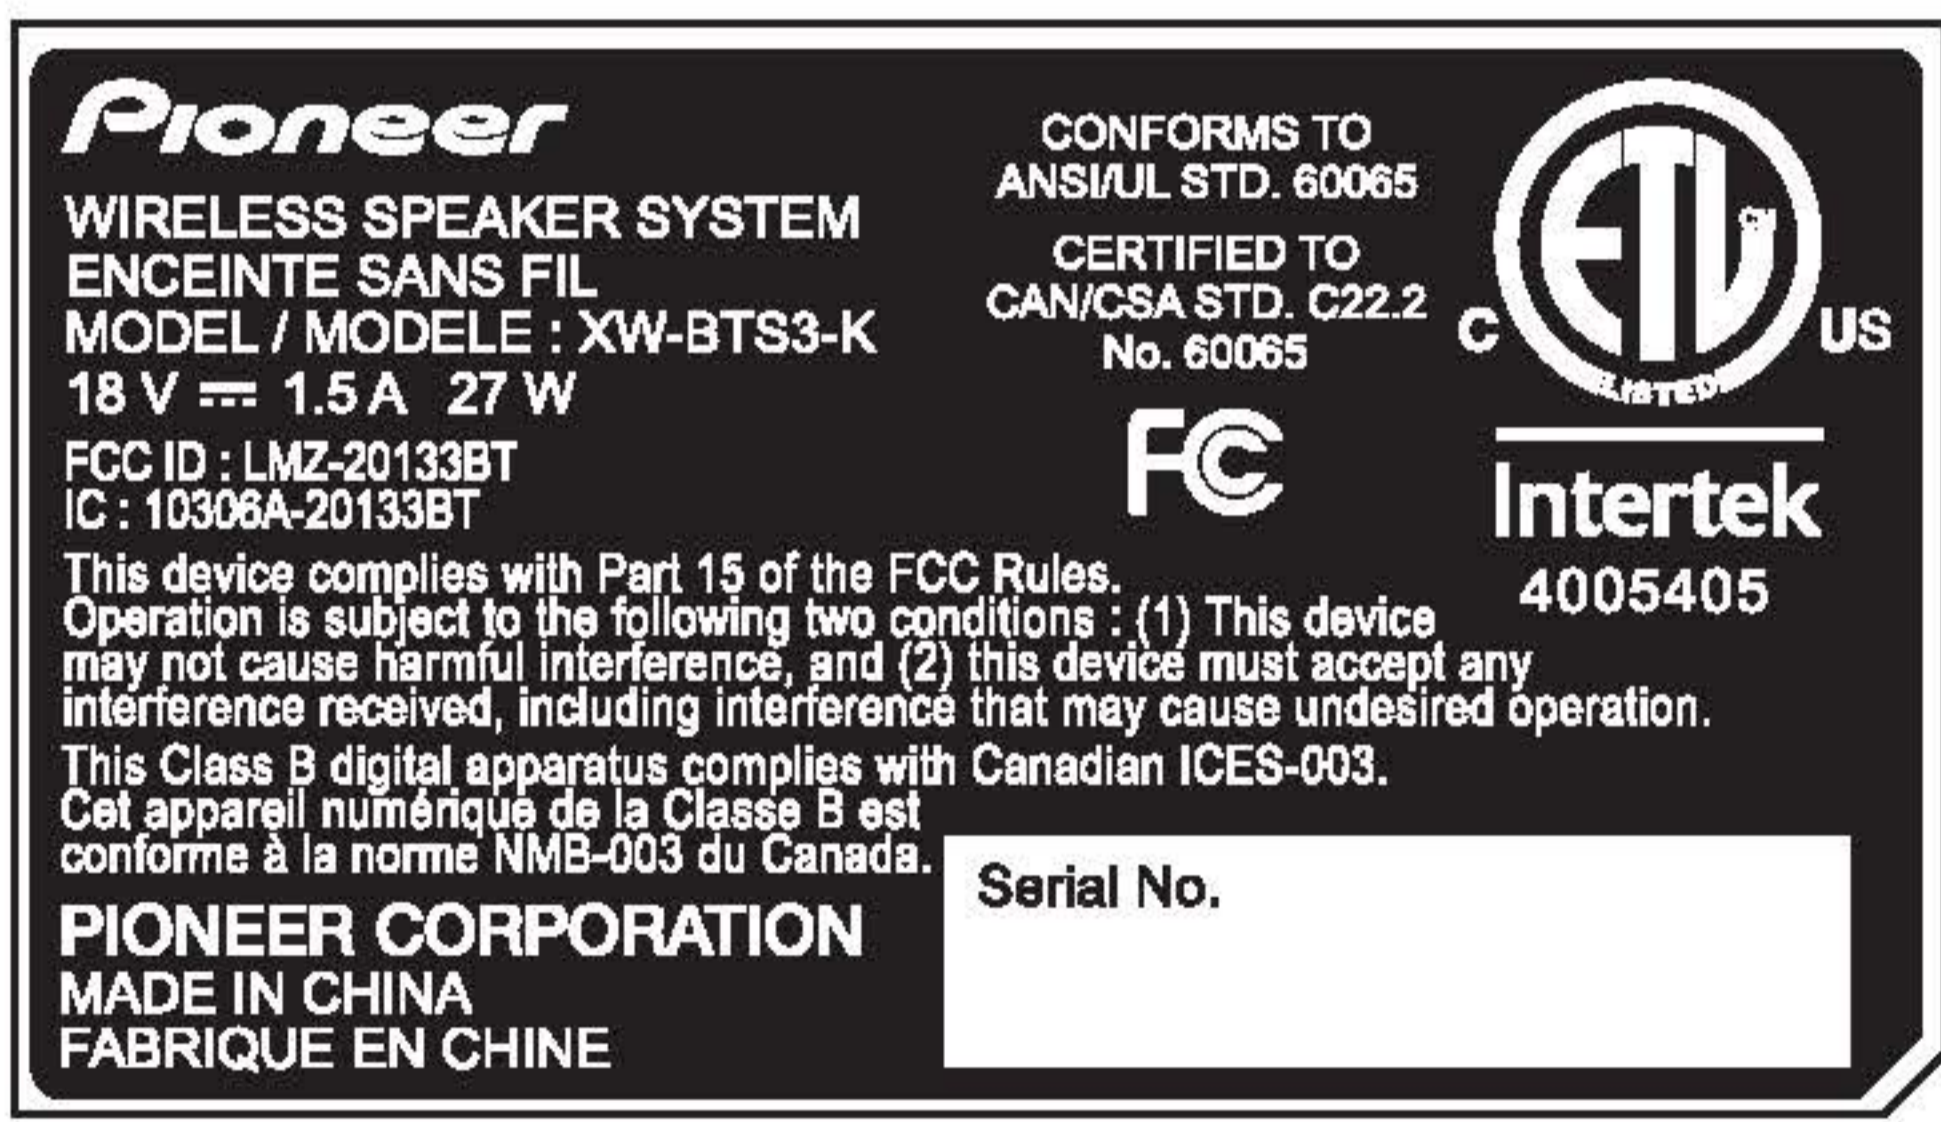 Pioneer
WIRELESS SPEAKER SYSTEM
ENCEINTE SANS FIL
MODEL / MODELE : XW-BTS3-K
18 V ⎓ 1.5 A 27 W
FCC ID : LMZ-20133BT
IC : 10306A-20133BT
CONFORMS TO
ANSI/UL STD. 60065
CERTIFIED TO
CAN/CSA STD. C22.2
No. 60065
FC
ETL
CM
C
US
LISTED
Intertek
4005405
This device complies with Part 15 of the FCC Rules.
Operation is subject to the following two conditions : (1) This device
may not cause harmful interference, and (2) this device must accept any
interference received, including interference that may cause undesired operation.
This Class B digital apparatus complies with Canadian ICES-003.
Cet appareil numérique de la Classe B est
conforme à la norme NMB-003 du Canada.
PIONEER CORPORATION
MADE IN CHINA
FABRIQUE EN CHINE
Serial No.